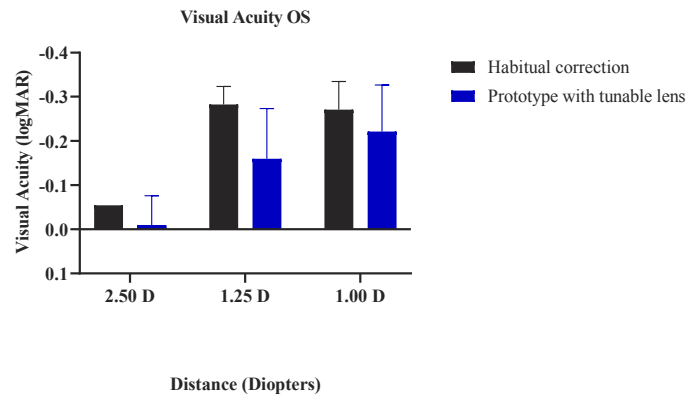 Visual Acuity OS
Visual Acuity (logMAR)
-0.4
-0.3
-0.2
-0.1
0.0
0.1
2.50 D
1.25 D
1.00 D
Distance (Diopters)
Habitual correction
Prototype with tunable lens